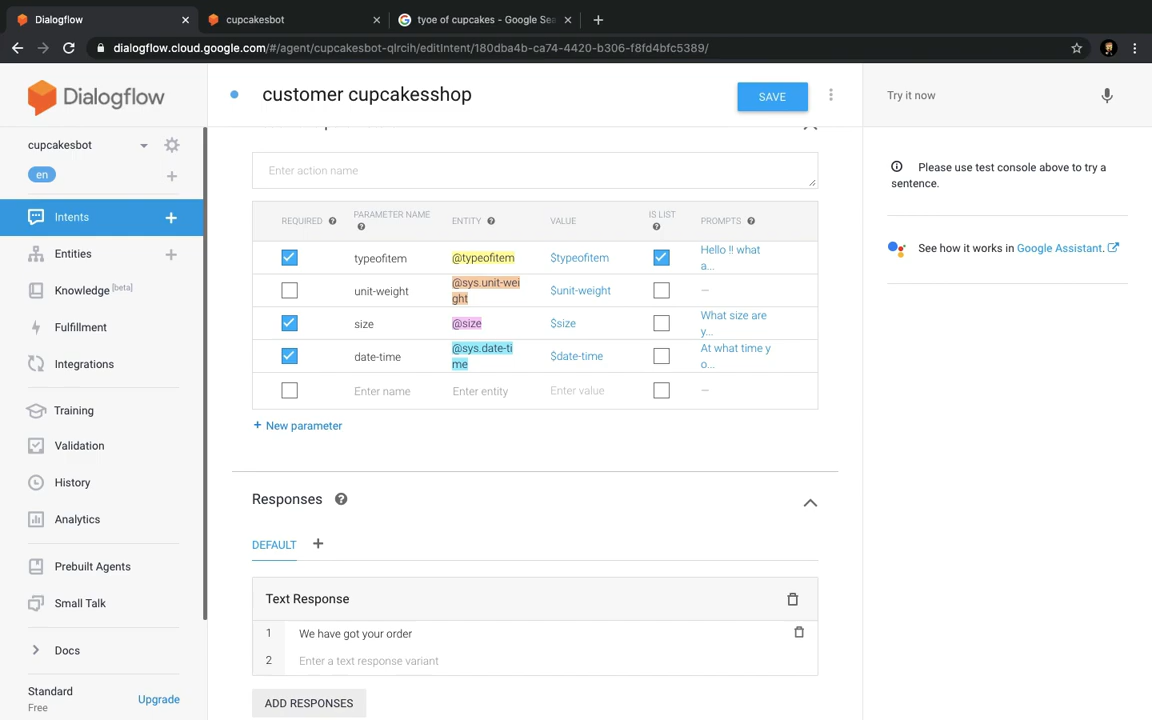 Dialogflow
cupcakesbot
tyoe of cupcakes - Google Sea
dialogflow.cloud.google.com/#/agent/cupcakesbot-qlrcih/editIntent/180dba4b-ca74-4420-b306-f8fd4bfc5389/
Dialogflow
customer cupcakesshop
SAVE
Try it now
cupcakesbot
en
Please use test console above to try a
sentence.
Enter action name
Intents
REQUIRED
PARAMETER NAME
ENTITY
VALUE
IS LIST
PROMPTS
Entities
See how it works in Google Assistant.
typeofitem
@typeofitem
$typeofitem
Hello !! what
a...
Knowledge [beta]
unit-weight
@sys.unit-wei
ght
$unit-weight
–
Fulfillment
size
@size
$size
What size are
y...
Integrations
date-time
@sys.date-ti
me
$date-time
At what time y
o...
Enter name
Enter entity
Enter value
–
Training
+ New parameter
Validation
History
Responses
Analytics
DEFAULT
Prebuilt Agents
Small Talk
Text Response
1
We have got your order
2
Enter a text response variant
Docs
Standard
Free
Upgrade
ADD RESPONSES